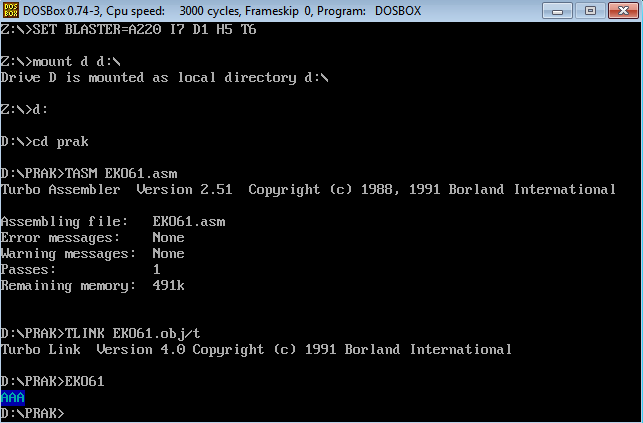 DOSBox 0.74-3, Cpu speed: 3000 cycles, Frameskip 0, Program: DOSBOX
Z:\>SET BLASTER=A220 I7 D1 H5 T6
Z:\>mount d d:\
Drive D is mounted as local directory d:\
Z:\>d:
D:\>cd prak
D:\PRAK>TASM EKO61.asm
Turbo Assembler  Version 2.51  Copyright (c) 1988, 1991 Borland International
Assembling file:   EKO61.asm
Error messages:    None
Warning messages:  None
Passes:            1
Remaining memory:  491k
D:\PRAK>TLINK EKO61.obj/t
Turbo Link  Version 4.0 Copyright (c) 1991 Borland International
D:\PRAK>EKO61
AAA
D:\PRAK>